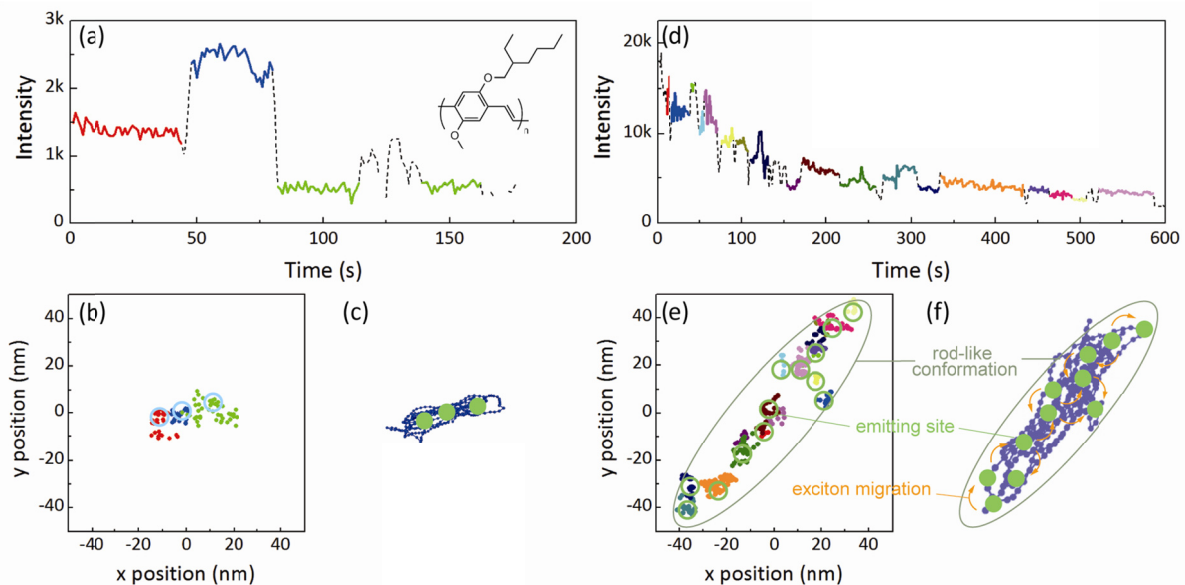 (a)
3k
2k
1k
0
Intensity
O
O
n
0
50
100
150
200
Time (s)
(d)
20k
10k
0
Intensity
0
100
200
300
400
500
600
Time (s)
(b)
40
20
0
-20
-40
y position (nm)
-40
-20
0
20
40
x position (nm)
(c)
(e)
40
20
0
-20
-40
y position (nm)
-40
-20
0
20
40
x position (nm)
(f)
rod-like
conformation
emitting site
exciton migration